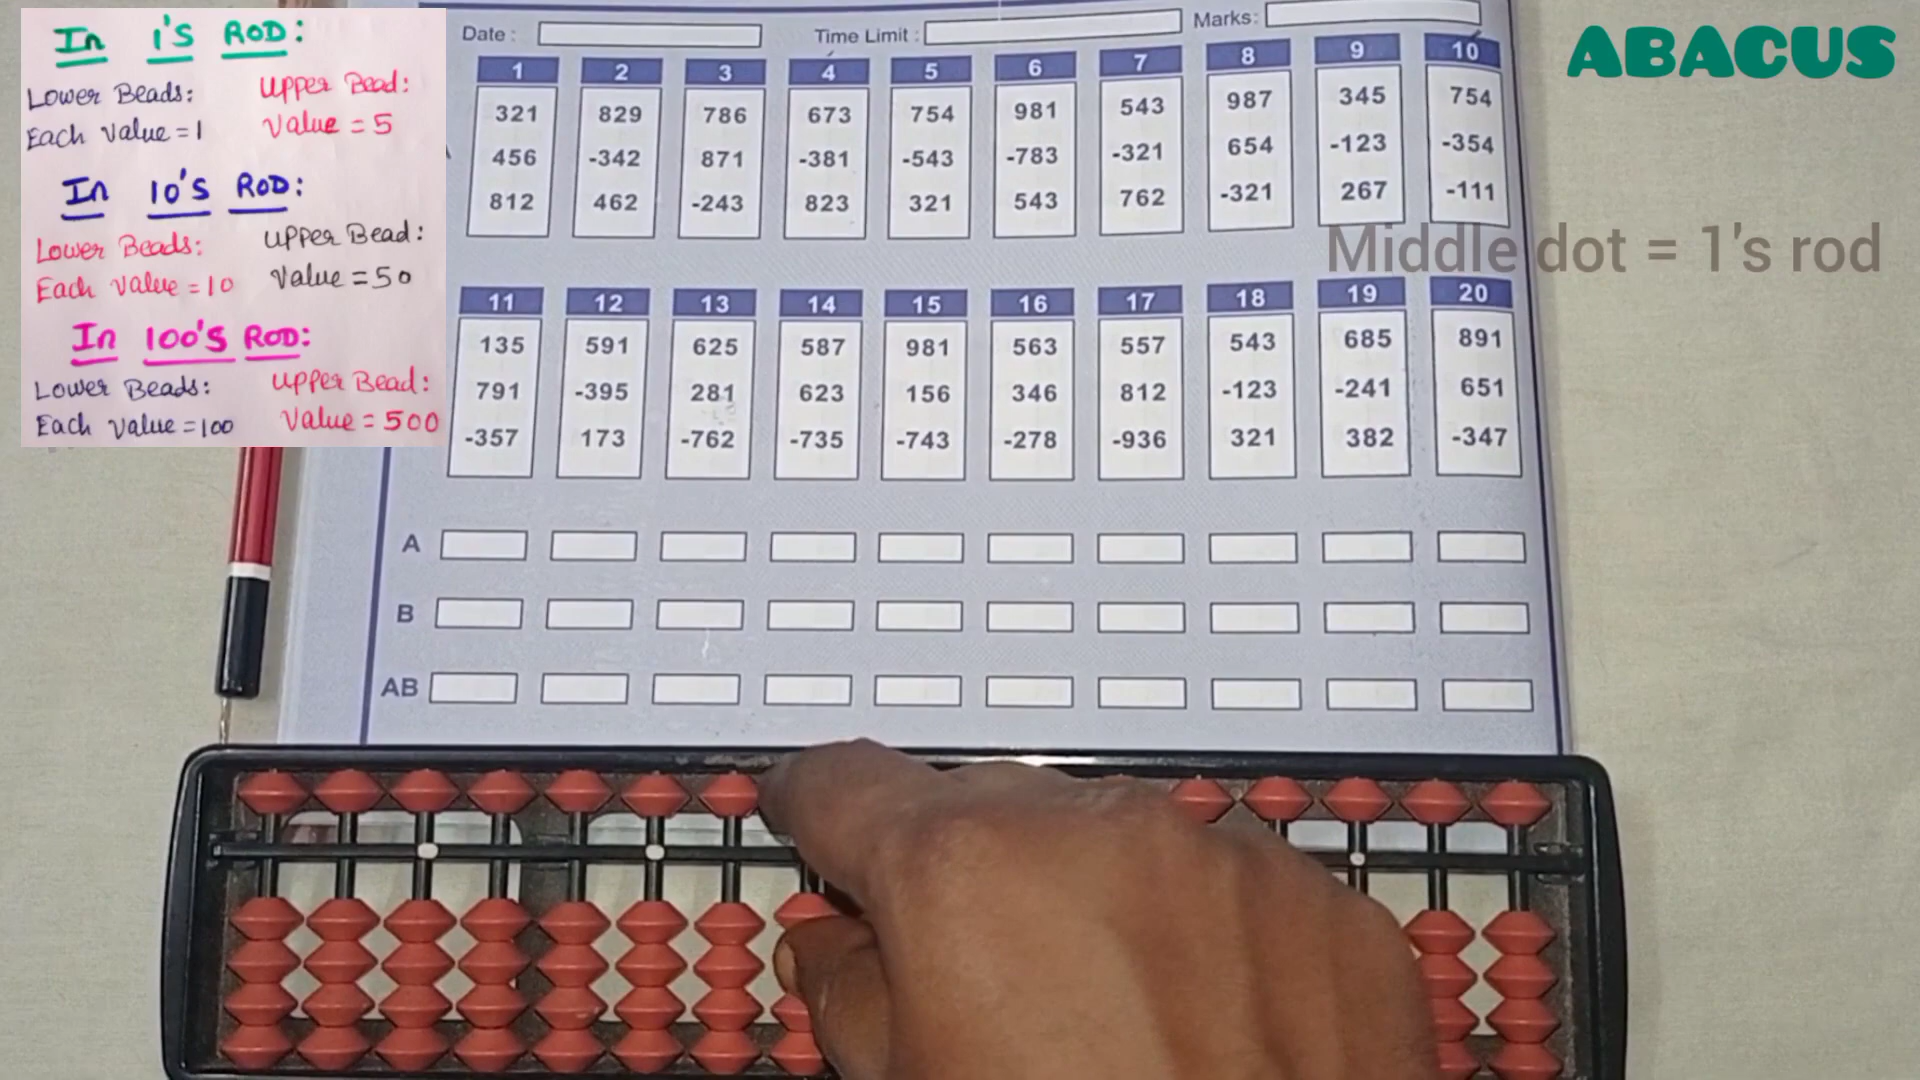 In 1'S ROD:
Lower Beads: Upper Bead:
Each Value = 1 Value = 5
In 10'S ROD:
Lower Beads: Upper Bead:
Each Value = 10 Value = 50
In 100'S ROD:
Lower Beads: Upper Bead:
Each Value = 100 Value = 500
ABACUS
Middle dot = 1's rod
Date : Time Limit : Marks:
1 2 3 4 5 6 7 8 9 10
321 829 786 673 754 981 543 987 345 754
456 -342 871 -381 -543 -783 -321 654 -123 -354
812 462 -243 823 321 543 762 -321 267 -111
11 12 13 14 15 16 17 18 19 20
135 591 625 587 981 563 557 543 685 891
791 -395 281 623 156 346 812 -123 -241 651
-357 173 -762 -735 -743 -278 -936 321 382 -347
A
B
AB